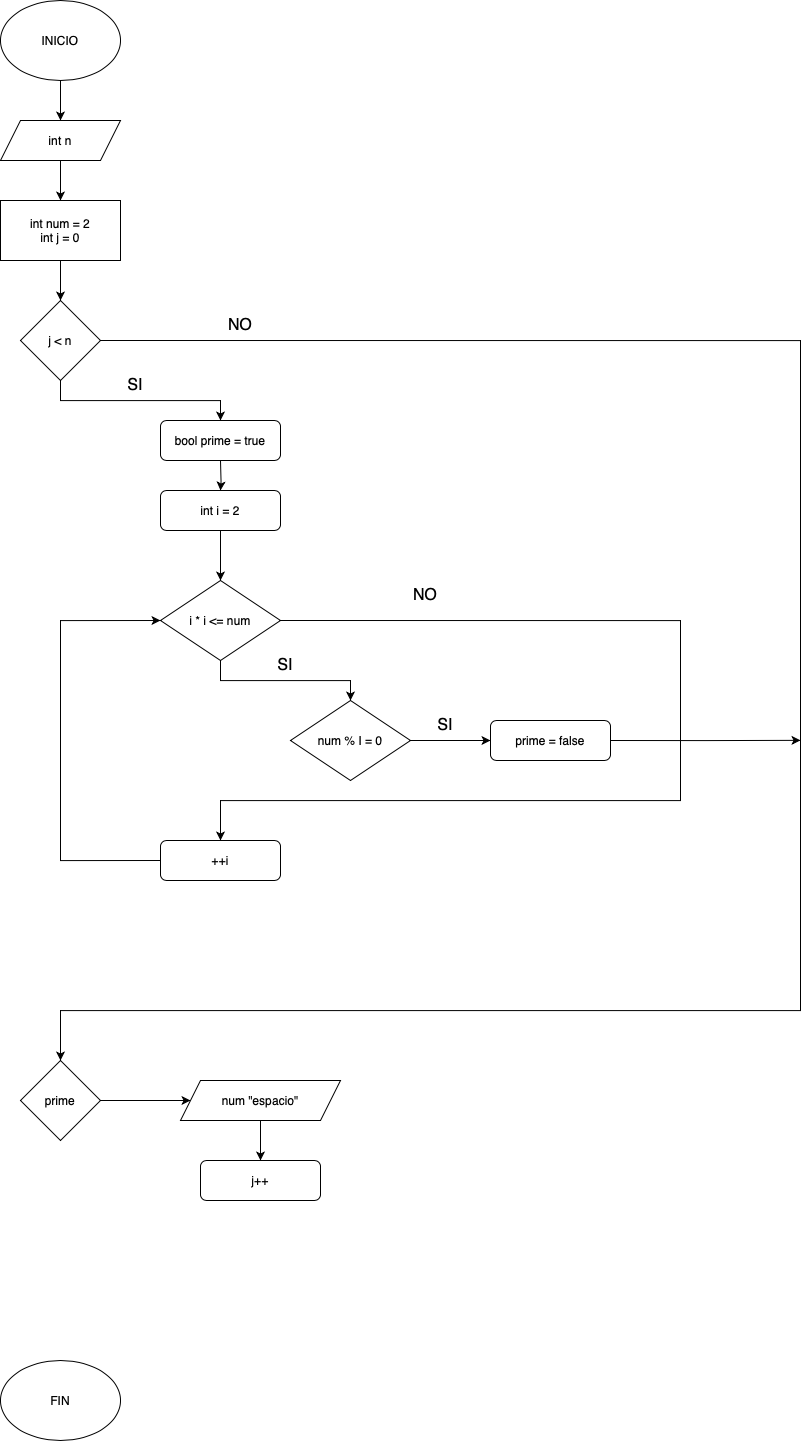 INICIO
int n
int num = 2
int j = 0
j < n
NO
SI
bool prime = true
int i = 2
i * i <= num
NO
SI
num % I = 0
SI
prime = false
++i
prime
num "espacio"
j++
FIN